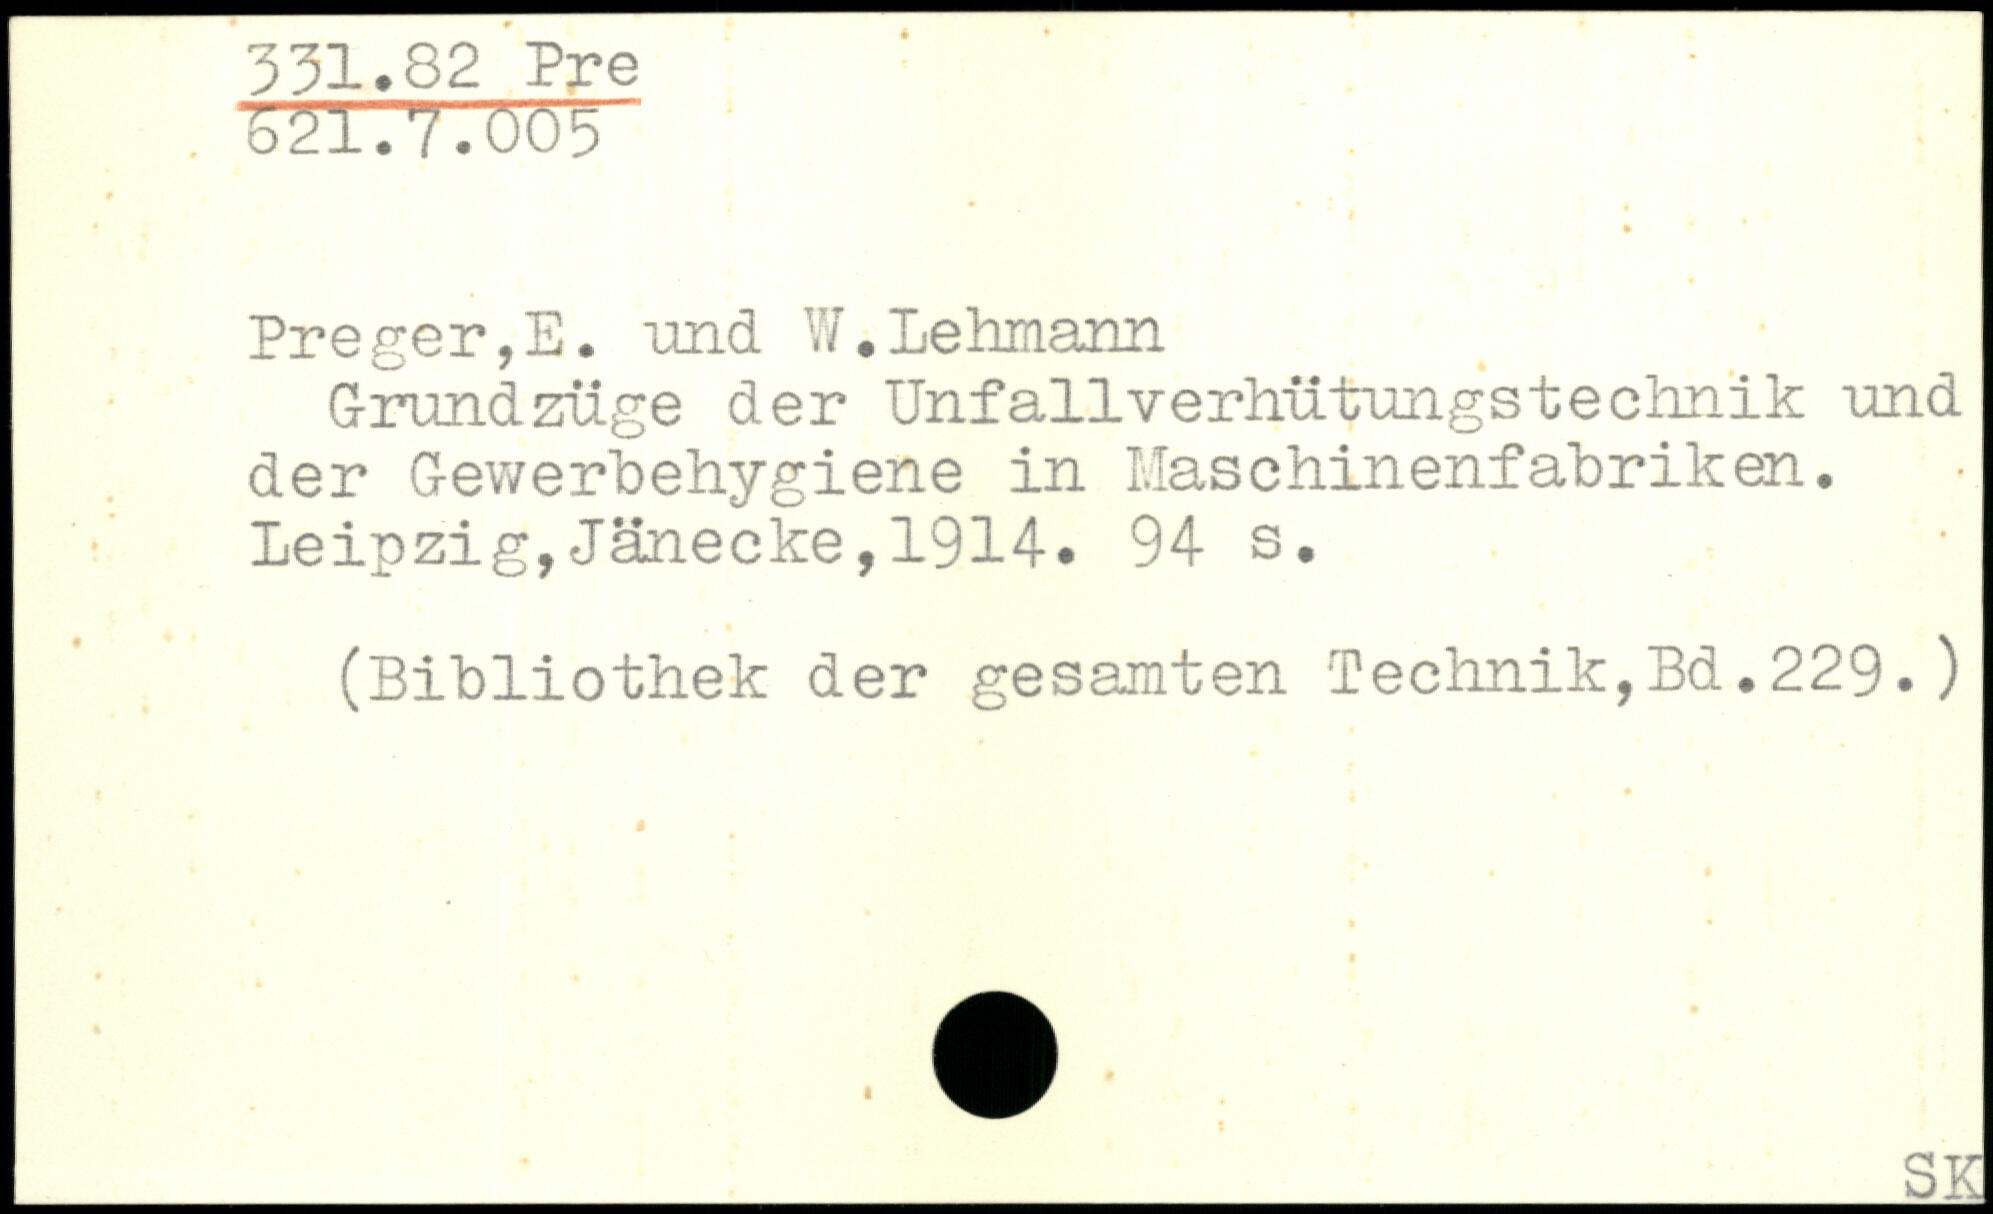 331.82 Pre
621.7.005
Preger,E. und W.Lehmann
Grundzüge der Unfallverhütungstechnik und
der Gewerbehygiene in Maschinenfabriken.
Leipzig,Jänecke,1914. 94 s.
(Bibliothek der gesamten Technik,Bd.229.)
SK